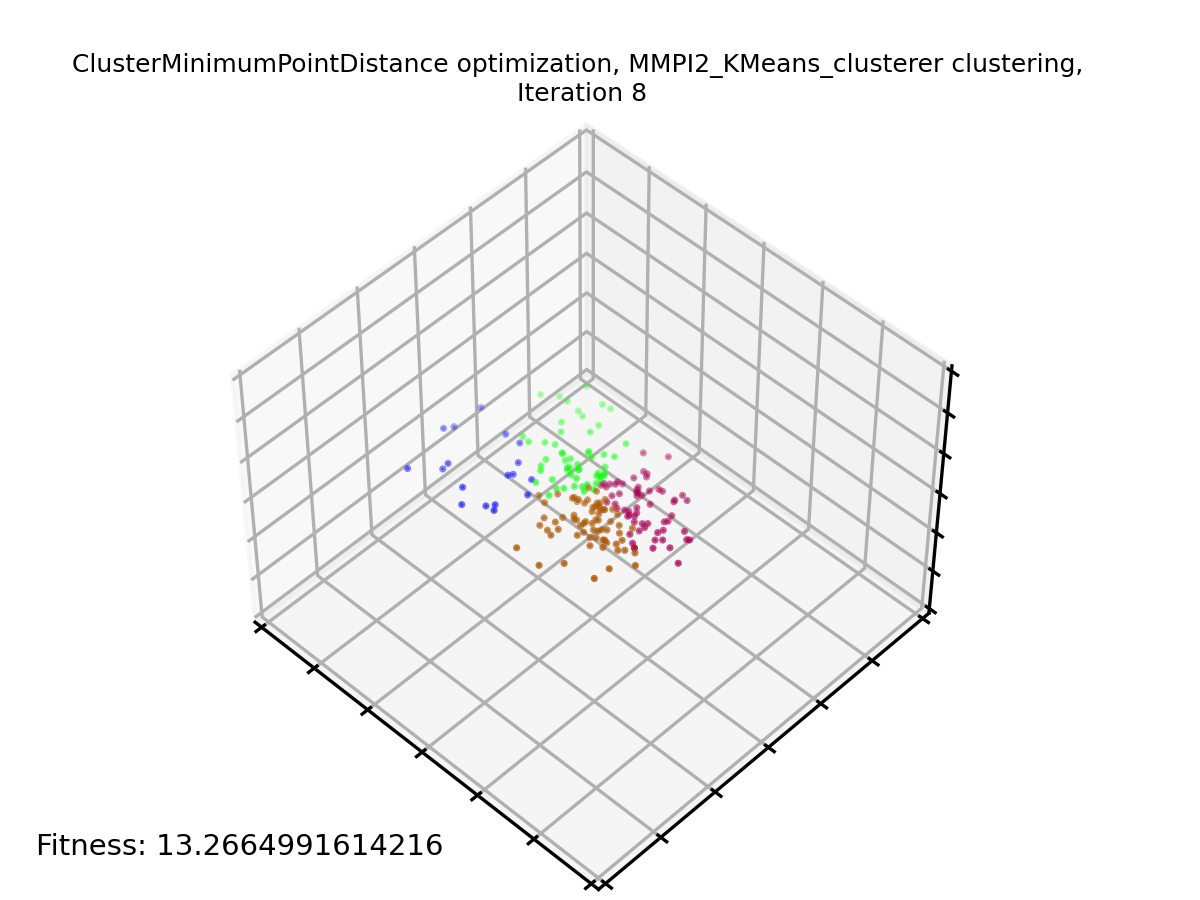 ClusterMinimumPointDistance optimization, MMPI2_KMeans_clusterer clustering,
Iteration 8
Fitness: 13.2664991614216